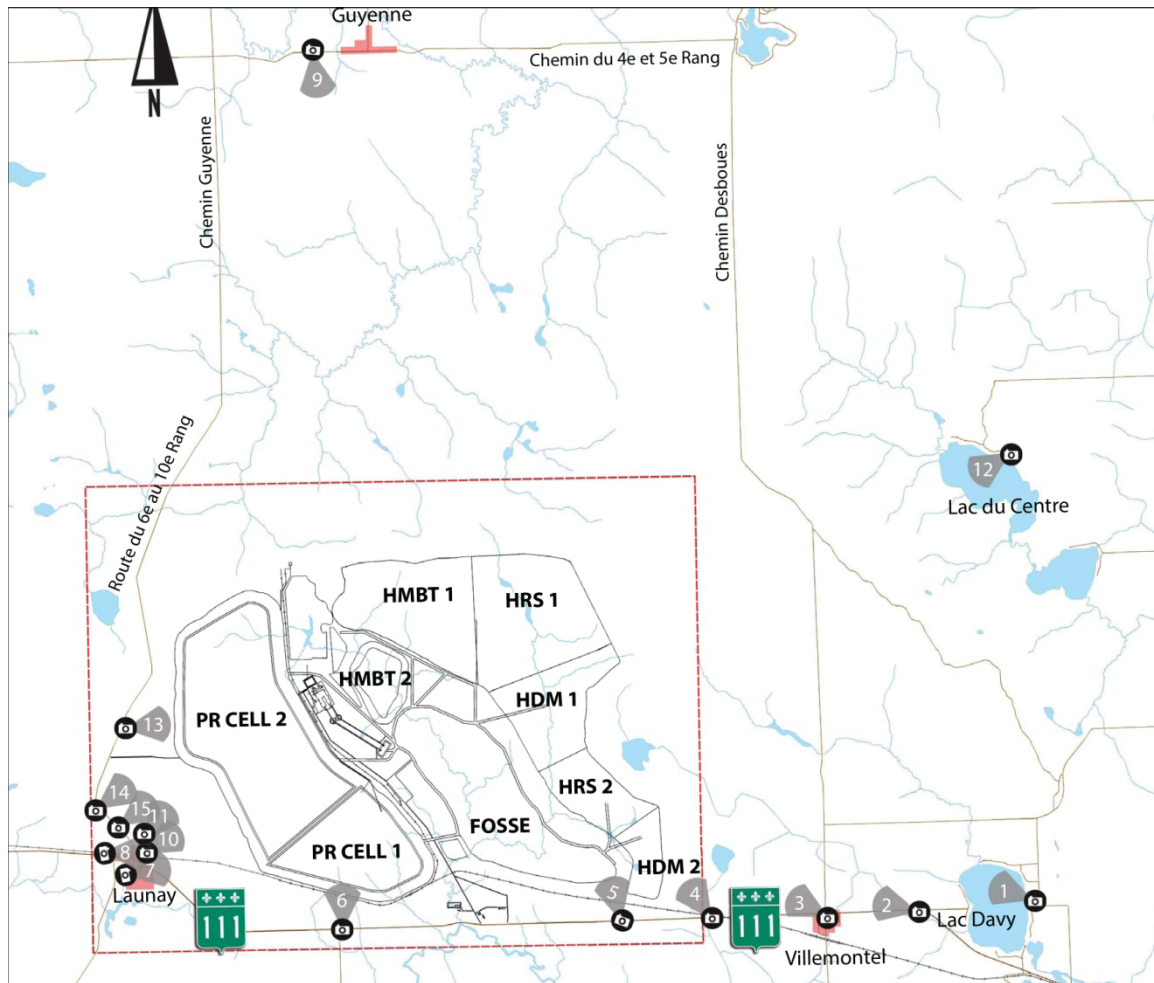 Guyenne
Chemin du 4e et 5e Rang
9
N
Chemin Guyenne
Chemin Desboues
12
Lac du Centre
Route du 6e au 10e Rang
HMBT 1
HRS 1
HMBT 2
HDM 1
PR CELL 2
13
HRS 2
14
15
11
FOSSE
10
PR CELL 1
8
HDM 2
7
Launay
6
5
4
3
2
1
111
111
Lac Davy
Villemontel